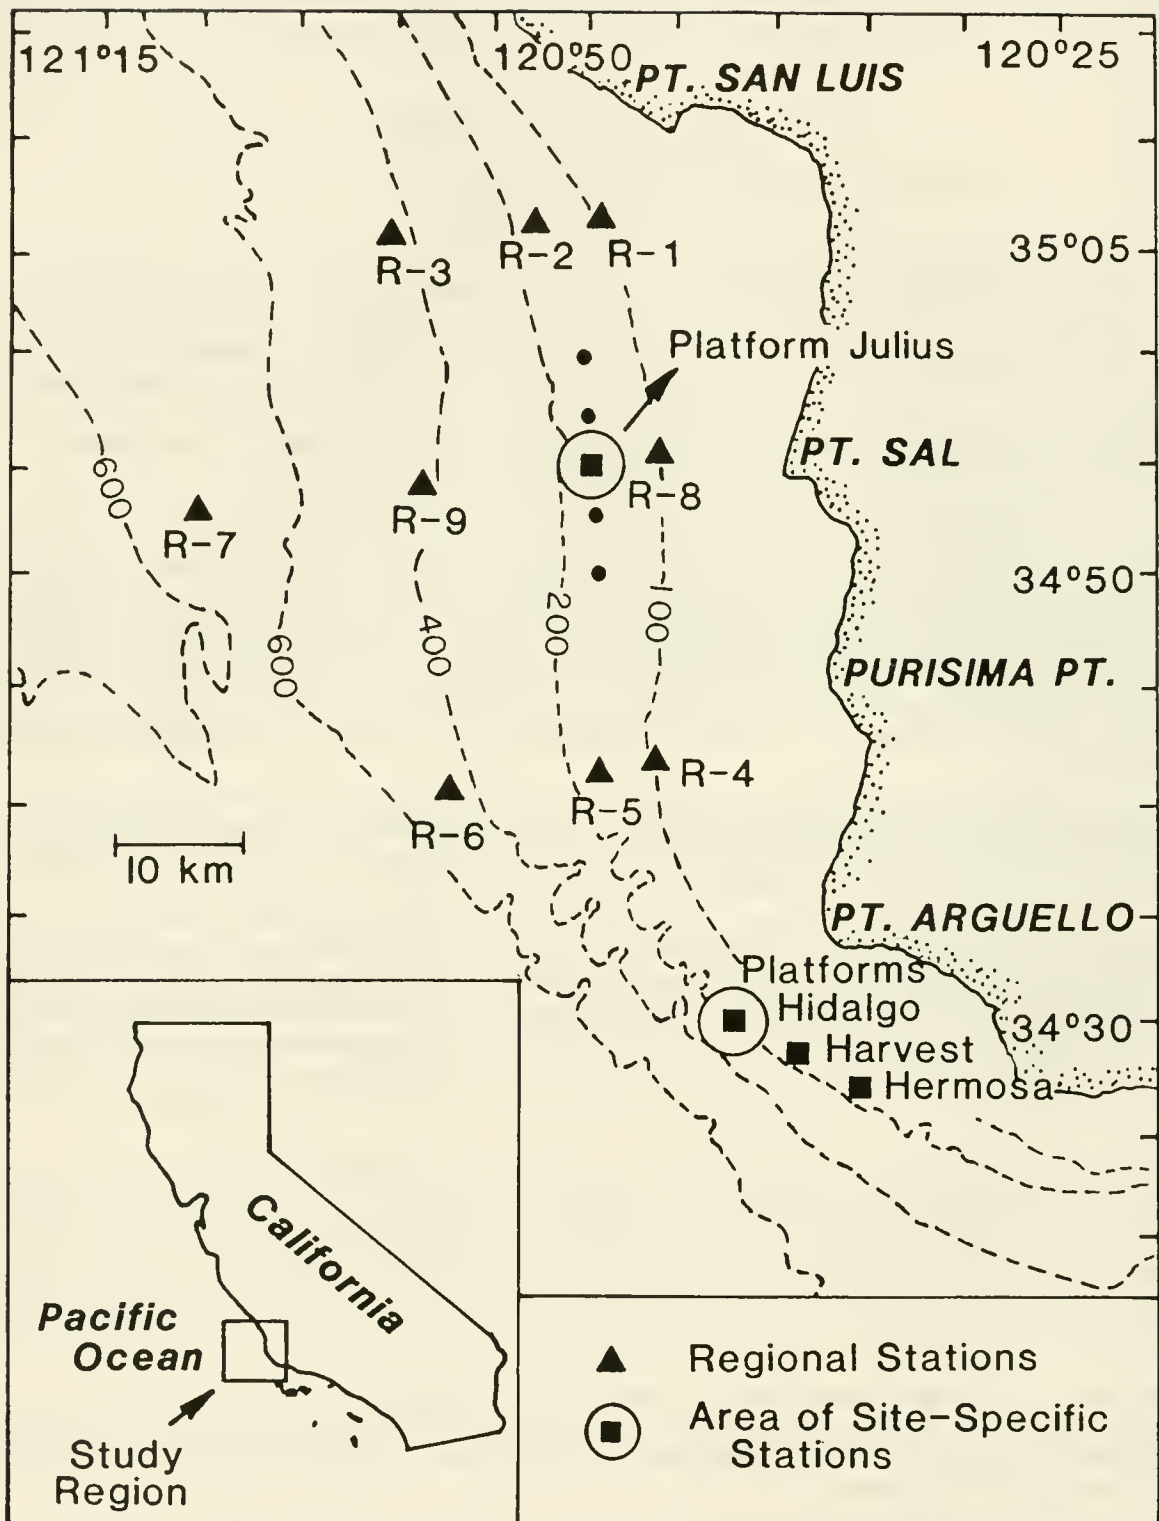 121°15
120°50
120°25
PT. SAN LUIS
R-3
R-2
R-1
35°05
Platform Julius
600
R-7
R-9
R-8
PT. SAL
34°50
600
400
200
100
PURISIMA PT.
R-6
R-5
R-4
10 km
PT. ARGUELLO
Platforms
Hidalgo
34°30
Harvest
Hermosa
California
Pacific
Ocean
Study
Region
Regional Stations
Area of Site-Specific
Stations